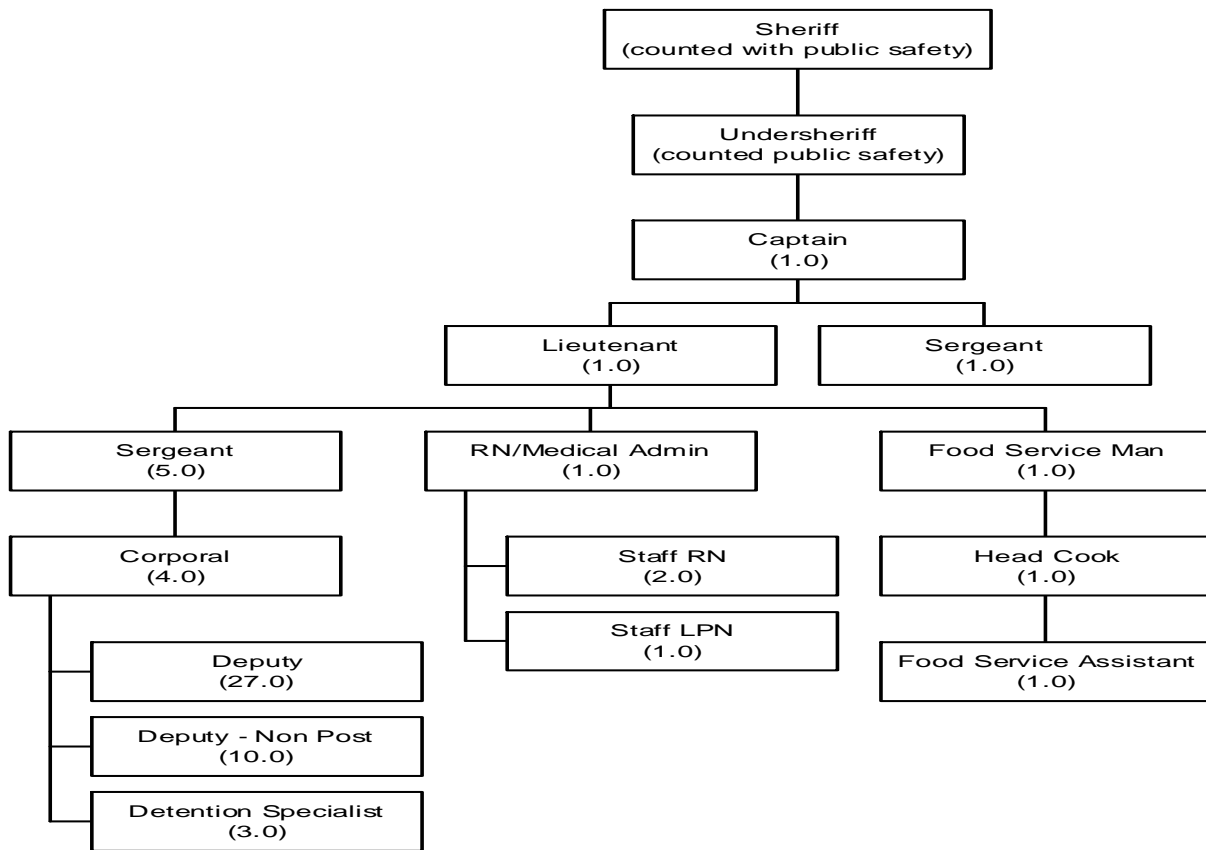 Sheriff
(counted with public safety)
Undersheriff
(counted public safety)
Captain
(1.0)
Lieutenant
(1.0)
Sergeant
(1.0)
Sergeant
(5.0)
RN/Medical Admin
(1.0)
Food Service Man
(1.0)
Corporal
(4.0)
Staff RN
(2.0)
Head Cook
(1.0)
Staff LPN
(1.0)
Deputy
(27.0)
Food Service Assistant
(1.0)
Deputy - Non Post
(10.0)
Detention Specialist
(3.0)